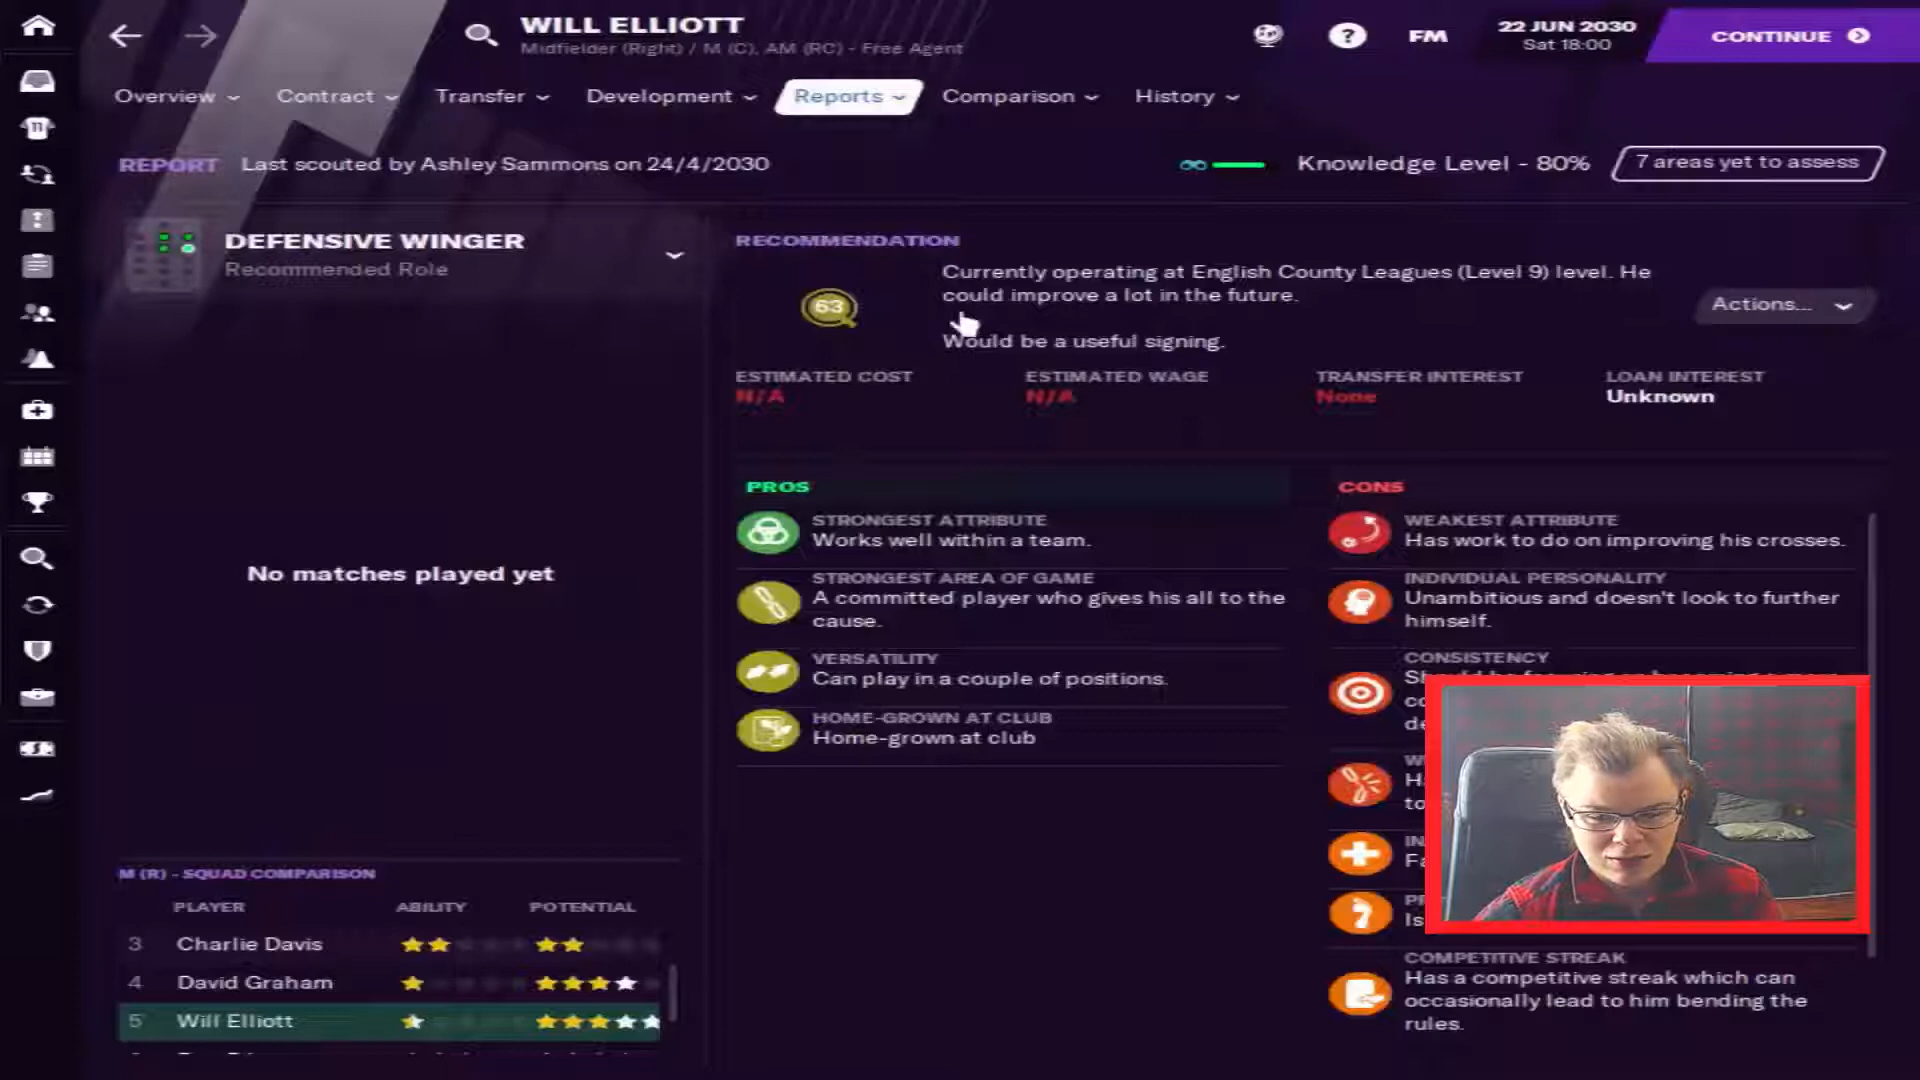 WILL ELLIOTT
Midfielder (Right) / M (C), AM (RC) - Free Agent
FM
22 JUN 2030
Sat 18:00
CONTINUE
Overview
Contract
Transfer
Development
Reports
Comparison
History
REPORT
Last scouted by Ashley Sammons on 24/4/2030
Knowledge Level - 80%
7 areas yet to assess
DEFENSIVE WINGER
Recommended Role
RECOMMENDATION
63
Currently operating at English County Leagues (Level 9) level. He
could improve a lot in the future.
Would be a useful signing.
Actions...
ESTIMATED COST
N/A
ESTIMATED WAGE
N/A
TRANSFER INTEREST
None
LOAN INTEREST
Unknown
No matches played yet
PROS
STRONGEST ATTRIBUTE
Works well within a team.
STRONGEST AREA OF GAME
A committed player who gives his all to the
cause.
VERSATILITY
Can play in a couple of positions.
HOME-GROWN AT CLUB
Home-grown at club
CONS
WEAKEST ATTRIBUTE
Has work to do on improving his crosses.
INDIVIDUAL PERSONALITY
Unambitious and doesn't look to further
himself.
CONSISTENCY
COMPETITIVE STREAK
Has a competitive streak which can
occasionally lead to him bending the
rules.
M (R) - SQUAD COMPARISON
PLAYER ABILITY POTENTIAL
3 Charlie Davis
4 David Graham
5 Will Elliott